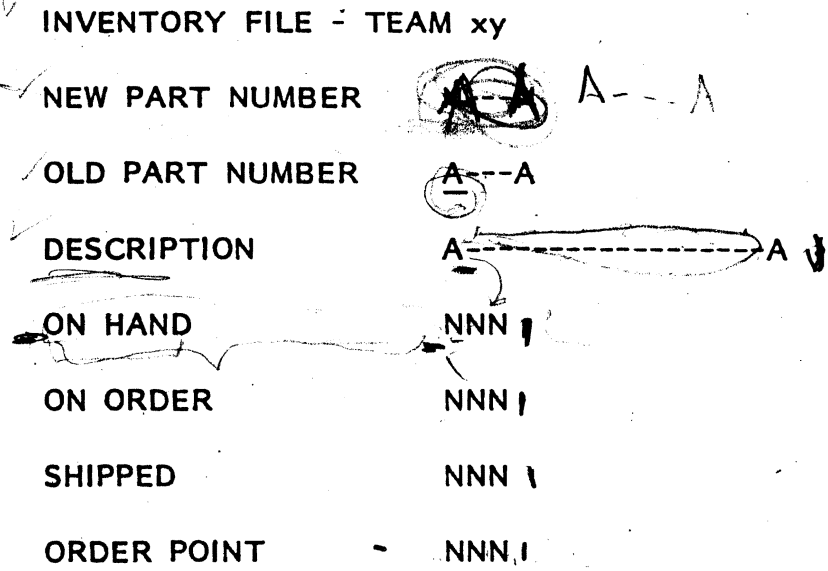 INVENTORY FILE - TEAM xy
NEW PART NUMBER A---A A----A
OLD PART NUMBER A---A
DESCRIPTION A------------------A
ON HAND NNN
ON ORDER NNN
SHIPPED NNN
ORDER POINT - NNN